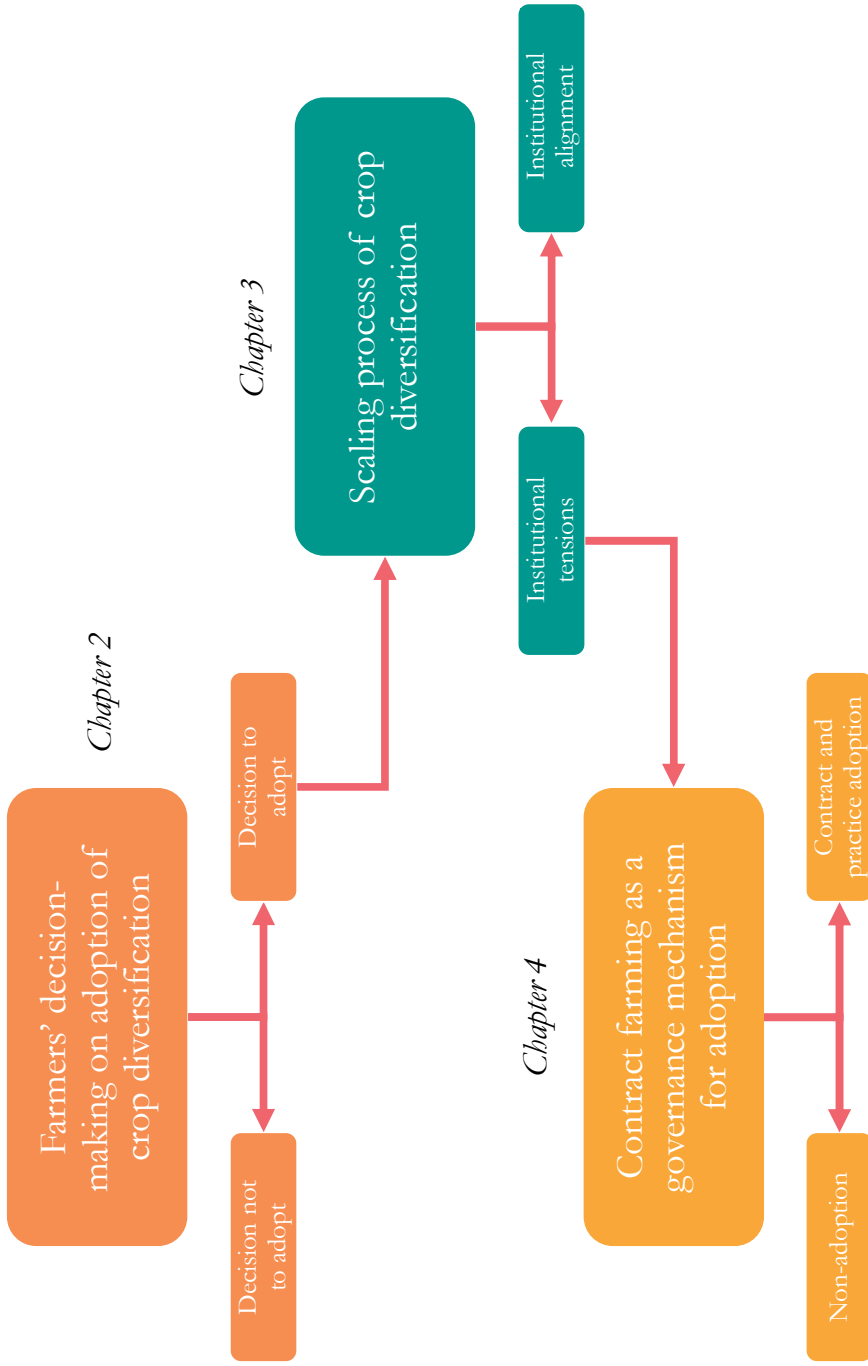 Chapter 2
Farmers’ decision-
making on adoption of
crop diversification
Decision not
to adopt
Decision to
adopt
Chapter 3
Scaling process of crop
diversification
Institutional
tensions
Institutional
alignment
Chapter 4
Contract farming as a
governance mechanism
for adoption
Non-adoption
Contract and
practice adoption